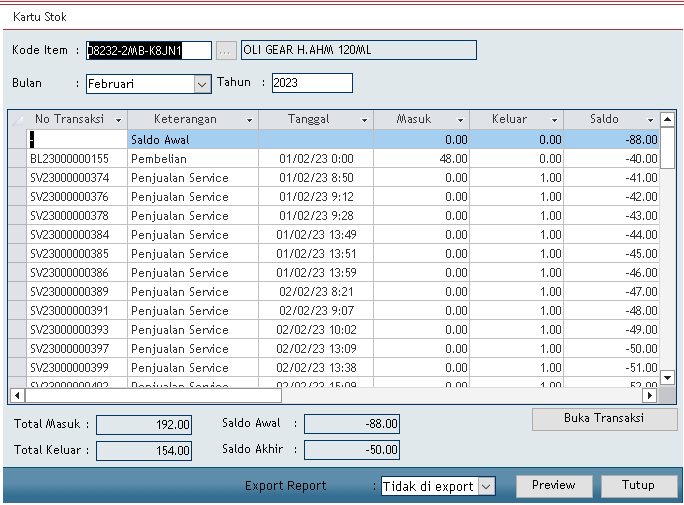 Kartu Stok
Kode Item : 08232-2MB-K8JN1 ... OLI GEAR H.AHM 120ML
Bulan : Februari Tahun : 2023
No Transaksi Keterangan Tanggal Masuk Keluar Saldo
- Saldo Awal 0.00 0.00 -88.00
BL23000000155 Pembelian 01/02/23 0:00 48.00 0.00 -40.00
SV23000000374 Penjualan Service 01/02/23 8:50 0.00 1.00 -41.00
SV23000000376 Penjualan Service 01/02/23 9:12 0.00 1.00 -42.00
SV23000000378 Penjualan Service 01/02/23 9:28 0.00 1.00 -43.00
SV23000000384 Penjualan Service 01/02/23 13:49 0.00 1.00 -44.00
SV23000000385 Penjualan Service 01/02/23 13:51 0.00 1.00 -45.00
SV23000000386 Penjualan Service 01/02/23 13:59 0.00 1.00 -46.00
SV23000000389 Penjualan Service 02/02/23 8:21 0.00 1.00 -47.00
SV23000000391 Penjualan Service 02/02/23 9:07 0.00 1.00 -48.00
SV23000000393 Penjualan Service 02/02/23 10:02 0.00 1.00 -49.00
SV23000000397 Penjualan Service 02/02/23 13:09 0.00 1.00 -50.00
SV23000000399 Penjualan Service 02/02/23 13:38 0.00 1.00 -51.00
SV23000000402 Penjualan Service 02/02/23 15:09 0.00 1.00 -52.00
Total Masuk : 192.00 Saldo Awal : -88.00 Buka Transaksi
Total Keluar : 154.00 Saldo Akhir : -50.00
Export Report : Tidak di export Preview Tutup